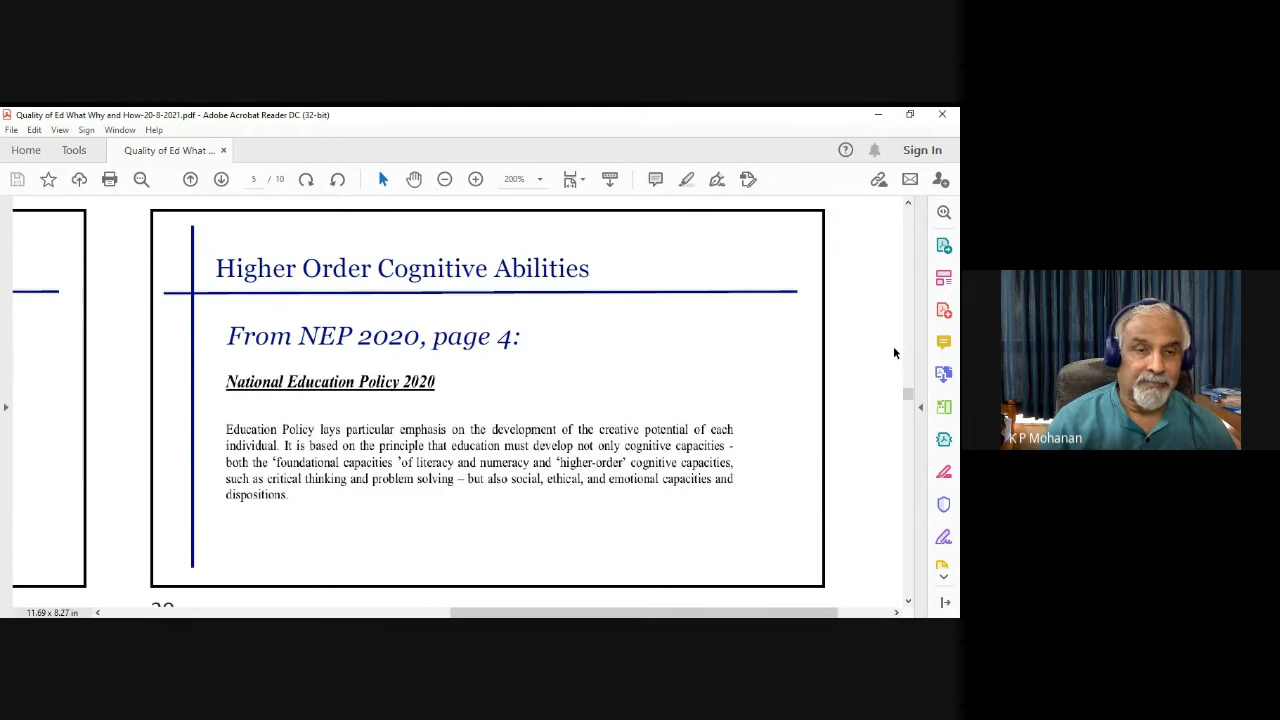 Quality of Ed What Why and How-20-8-2021.pdf - Adobe Acrobat Reader DC (32-bit)
File Edit View Sign Window Help
Home Tools Quality of Ed What ... × Sign In
5 / 10 200%
Higher Order Cognitive Abilities
From NEP 2020, page 4:
National Education Policy 2020
Education Policy lays particular emphasis on the development of the creative potential of each
individual. It is based on the principle that education must develop not only cognitive capacities -
both the ‘foundational capacities ’of literacy and numeracy and ‘higher-order’ cognitive capacities,
such as critical thinking and problem solving – but also social, ethical, and emotional capacities and
dispositions.
K P Mohanan
11.69 x 8.27 in